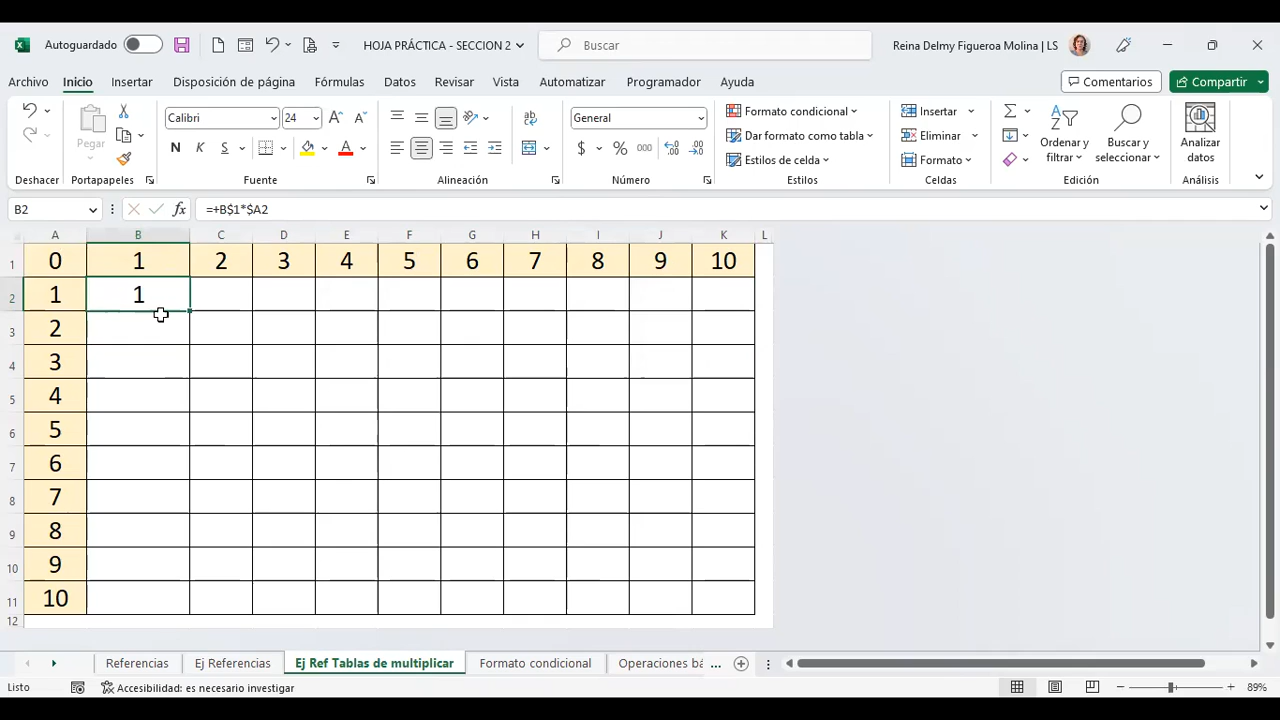 Autoguardado HOJA PRÁCTICA - SECCION 2 Buscar Reina Delmy Figueroa Molina | LS
Archivo Inicio Insertar Disposición de página Fórmulas Datos Revisar Vista Automatizar Programador Ayuda Comentarios Compartir
Pegar
Calibri 24
N K S
General
$ % 000
Formato condicional
Dar formato como tabla
Estilos de celda
Insertar
Eliminar
Formato
Ordenar y filtrar
Buscar y seleccionar
Analizar datos
Deshacer Portapapeles Fuente Alineación Número Estilos Celdas Edición Análisis
B2 fx =+B$1*$A2
A B C D E F G H I J K L
1 0 1 2 3 4 5 6 7 8 9 10
2 1 1
3 2
4 3
5 4
6 5
7 6
8 7
9 8
10 9
11 10
12
Referencias Ej Referencias Ej Ref Tablas de multiplicar Formato condicional Operaciones bá ...
Listo Accesibilidad: es necesario investigar 89%